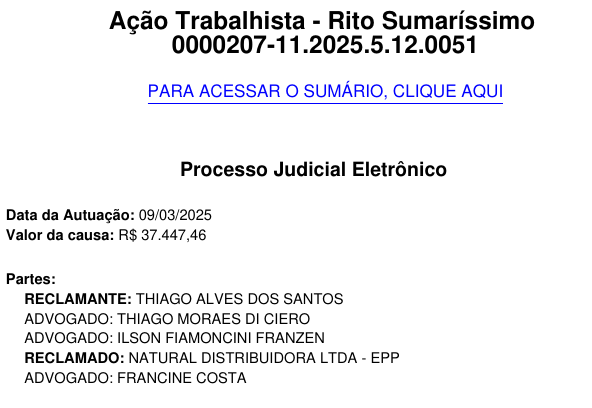 Ação Trabalhista - Rito Sumaríssimo
0000207-11.2025.5.12.0051
PARA ACESSAR O SUMÁRIO, CLIQUE AQUI
Processo Judicial Eletrônico
Data da Autuação: 09/03/2025
Valor da causa: R$ 37.447,46
Partes:
RECLAMANTE: THIAGO ALVES DOS SANTOS
ADVOGADO: THIAGO MORAES DI CIERO
ADVOGADO: ILSON FIAMONCINI FRANZEN
RECLAMADO: NATURAL DISTRIBUIDORA LTDA - EPP
ADVOGADO: FRANCINE COSTA